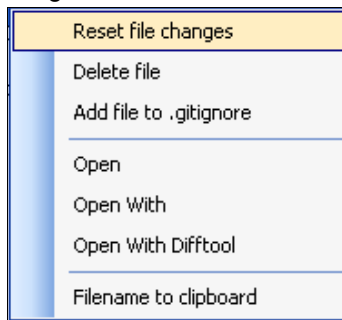 Reset file changes
Delete file
Add file to .gitignore
Open
Open With
Open With Difftool
Filename to clipboard